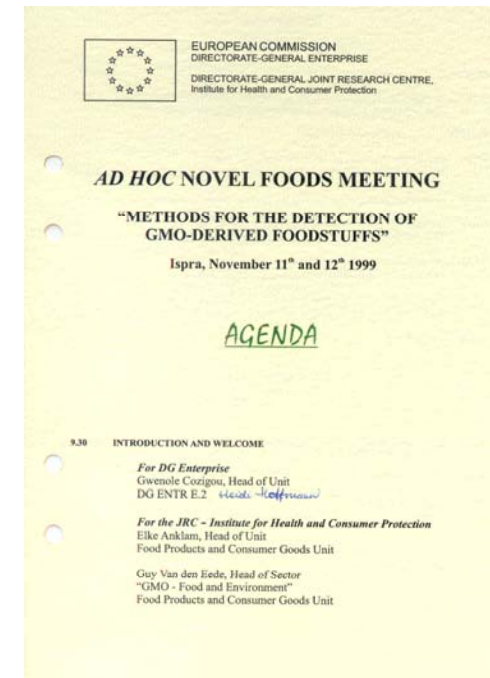 EUROPEAN COMMISSION
DIRECTORATE-GENERAL ENTERPRISE
DIRECTORATE-GENERAL JOINT RESEARCH CENTRE,
Institute for Health and Consumer Protection
AD HOC NOVEL FOODS MEETING
“METHODS FOR THE DETECTION OF
GMO-DERIVED FOODSTUFFS”
Ispra, November 11th and 12th 1999
AGENDA
9.30 INTRODUCTION AND WELCOME
For DG Enterprise
Gwenole Cozigou, Head of Unit
DG ENTR E.2 Heidi Hoffmann
For the JRC – Institute for Health and Consumer Protection
Elke Anklam, Head of Unit
Food Products and Consumer Goods Unit
Guy Van den Eede, Head of Sector
“GMO - Food and Environment”
Food Products and Consumer Goods Unit